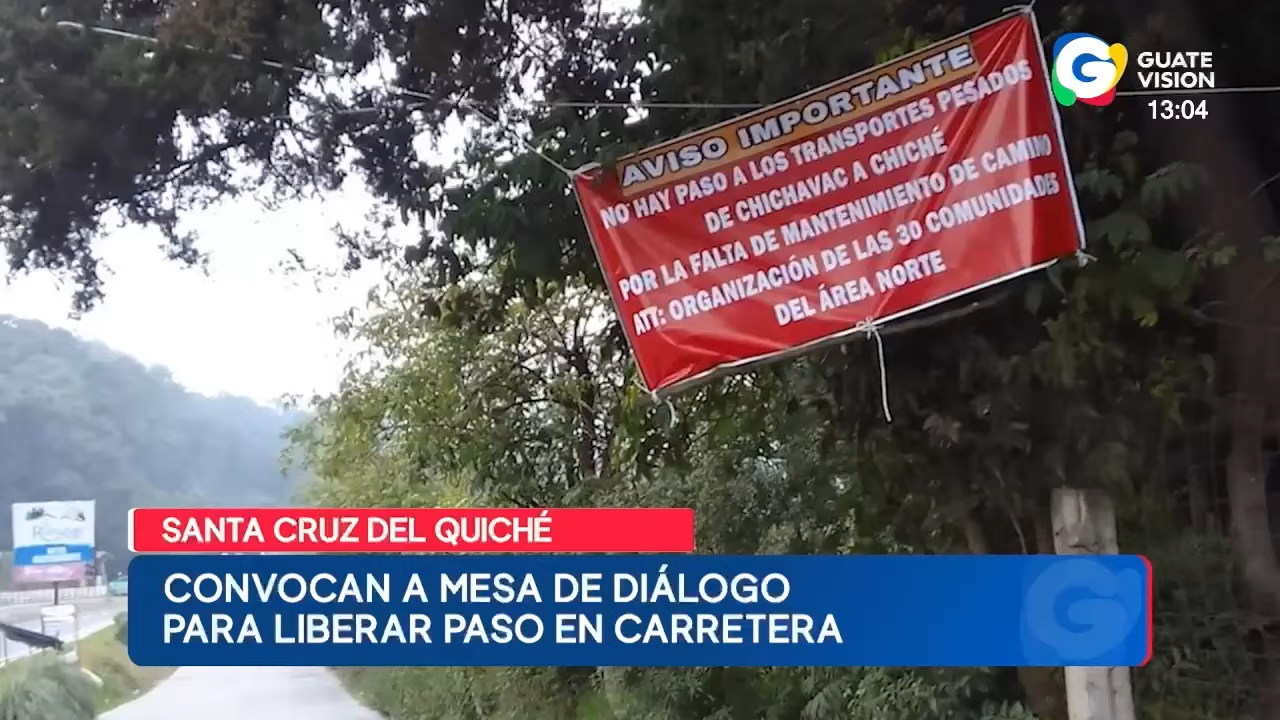 GUATE
VISION
13:04
AVISO IMPORTANTE
NO HAY PASO A LOS TRANSPORTES PESADOS
DE CHICHAVAC A CHICHÉ
POR LA FALTA DE MANTENIMIENTO DE CAMINO
ATT: ORGANIZACIÓN DE LAS 30 COMUNIDADES
DEL ÁREA NORTE
SANTA CRUZ DEL QUICHÉ
CONVOCAN A MESA DE DIÁLOGO
PARA LIBERAR PASO EN CARRETERA